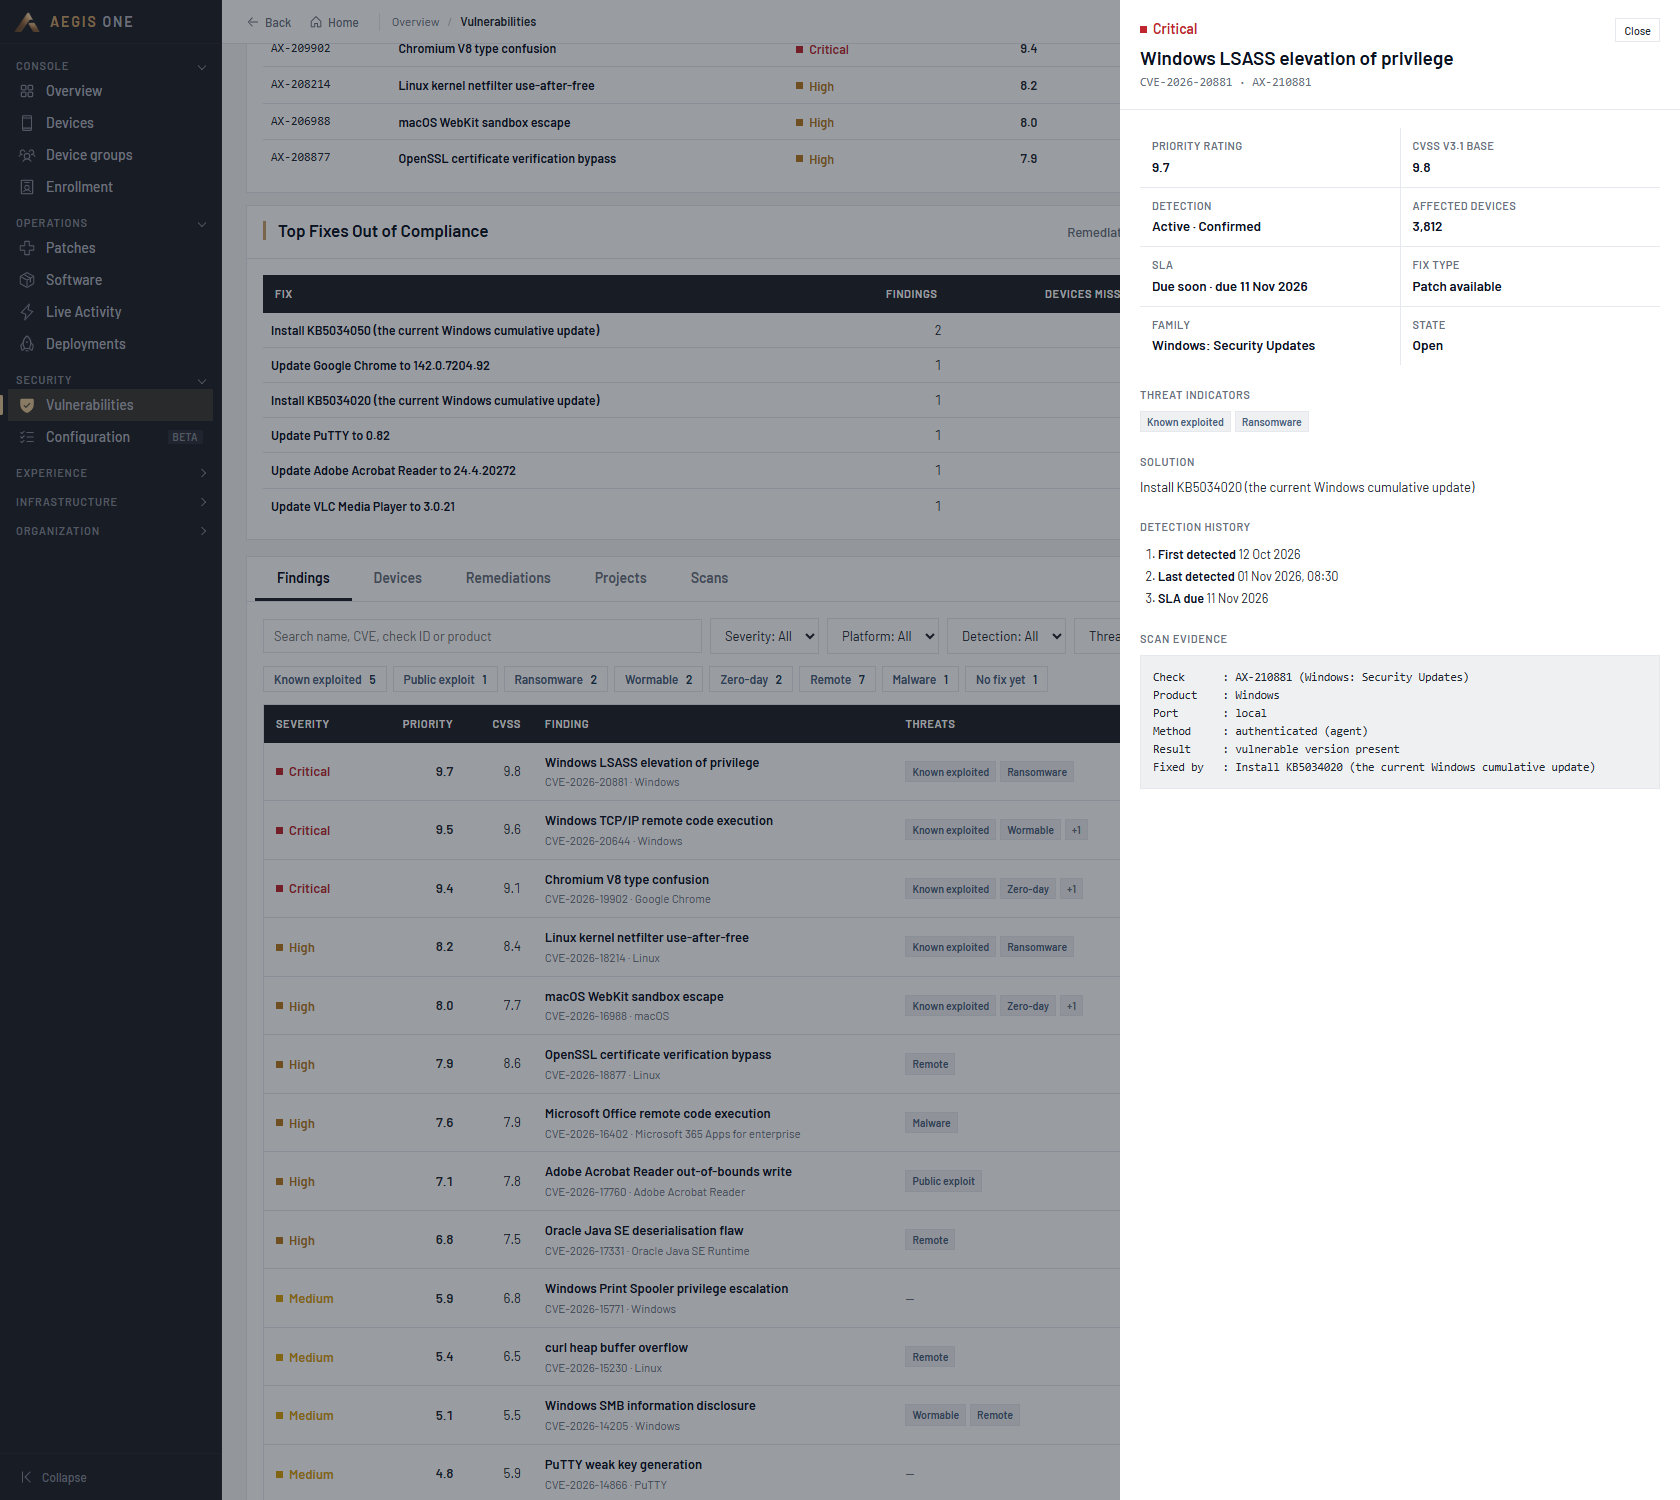 AEGIS ONE
CONSOLE
Overview
Devices
Device groups
Enrollment
OPERATIONS
Patches
Software
Live Activity
Deployments
SECURITY
Vulnerabilities
Configuration BETA
EXPERIENCE
INFRASTRUCTURE
ORGANIZATION
Collapse
Back Home Overview / Vulnerabilities
AX-209902 Chromium V8 type confusion Critical 9.4
AX-208214 Linux kernel netfilter use-after-free High 8.2
AX-206988 macOS WebKit sandbox escape High 8.0
AX-208877 OpenSSL certificate verification bypass High 7.9
Top Fixes Out of Compliance Remediat
FIX FINDINGS DEVICES MISS
Install KB5034050 (the current Windows cumulative update) 2
Update Google Chrome to 142.0.7204.92 1
Install KB5034020 (the current Windows cumulative update) 1
Update PuTTY to 0.82 1
Update Adobe Acrobat Reader to 24.4.20272 1
Update VLC Media Player to 3.0.21 1
Findings Devices Remediations Projects Scans
Search name, CVE, check ID or product Severity: All Platform: All Detection: All Threa
Known exploited 5 Public exploit 1 Ransomware 2 Wormable 2 Zero-day 2 Remote 7 Malware 1 No fix yet 1
SEVERITY PRIORITY CVSS FINDING THREATS
Critical 9.7 9.8 Windows LSASS elevation of privilege Known exploited Ransomware
CVE-2026-20881 · Windows
Critical 9.5 9.6 Windows TCP/IP remote code execution Known exploited Wormable +1
CVE-2026-20644 · Windows
Critical 9.4 9.1 Chromium V8 type confusion Known exploited Zero-day +1
CVE-2026-19902 · Google Chrome
High 8.2 8.4 Linux kernel netfilter use-after-free Known exploited Ransomware
CVE-2026-18214 · Linux
High 8.0 7.7 macOS WebKit sandbox escape Known exploited Zero-day +1
CVE-2026-16988 · macOS
High 7.9 8.6 OpenSSL certificate verification bypass Remote
CVE-2026-18877 · Linux
High 7.6 7.9 Microsoft Office remote code execution Malware
CVE-2026-16402 · Microsoft 365 Apps for enterprise
High 7.1 7.8 Adobe Acrobat Reader out-of-bounds write Public exploit
CVE-2026-17760 · Adobe Acrobat Reader
High 6.8 7.5 Oracle Java SE deserialisation flaw Remote
CVE-2026-17331 · Oracle Java SE Runtime
Medium 5.9 6.8 Windows Print Spooler privilege escalation —
CVE-2026-15771 · Windows
Medium 5.4 6.5 curl heap buffer overflow Remote
CVE-2026-15230 · Linux
Medium 5.1 5.5 Windows SMB information disclosure Wormable Remote
CVE-2026-14205 · Windows
Medium 4.8 5.9 PuTTY weak key generation —
CVE-2026-14866 · PuTTY
Critical Close
Windows LSASS elevation of privilege
CVE-2026-20881 · AX-210881
PRIORITY RATING CVSS V3.1 BASE
9.7 9.8
DETECTION AFFECTED DEVICES
Active · Confirmed 3,812
SLA FIX TYPE
Due soon · due 11 Nov 2026 Patch available
FAMILY STATE
Windows: Security Updates Open
THREAT INDICATORS
Known exploited Ransomware
SOLUTION
Install KB5034020 (the current Windows cumulative update)
DETECTION HISTORY
1. First detected 12 Oct 2026
2. Last detected 01 Nov 2026, 08:30
3. SLA due 11 Nov 2026
SCAN EVIDENCE
Check : AX-210881 (Windows: Security Updates)
Product : Windows
Port : local
Method : authenticated (agent)
Result : vulnerable version present
Fixed by : Install KB5034020 (the current Windows cumulative update)